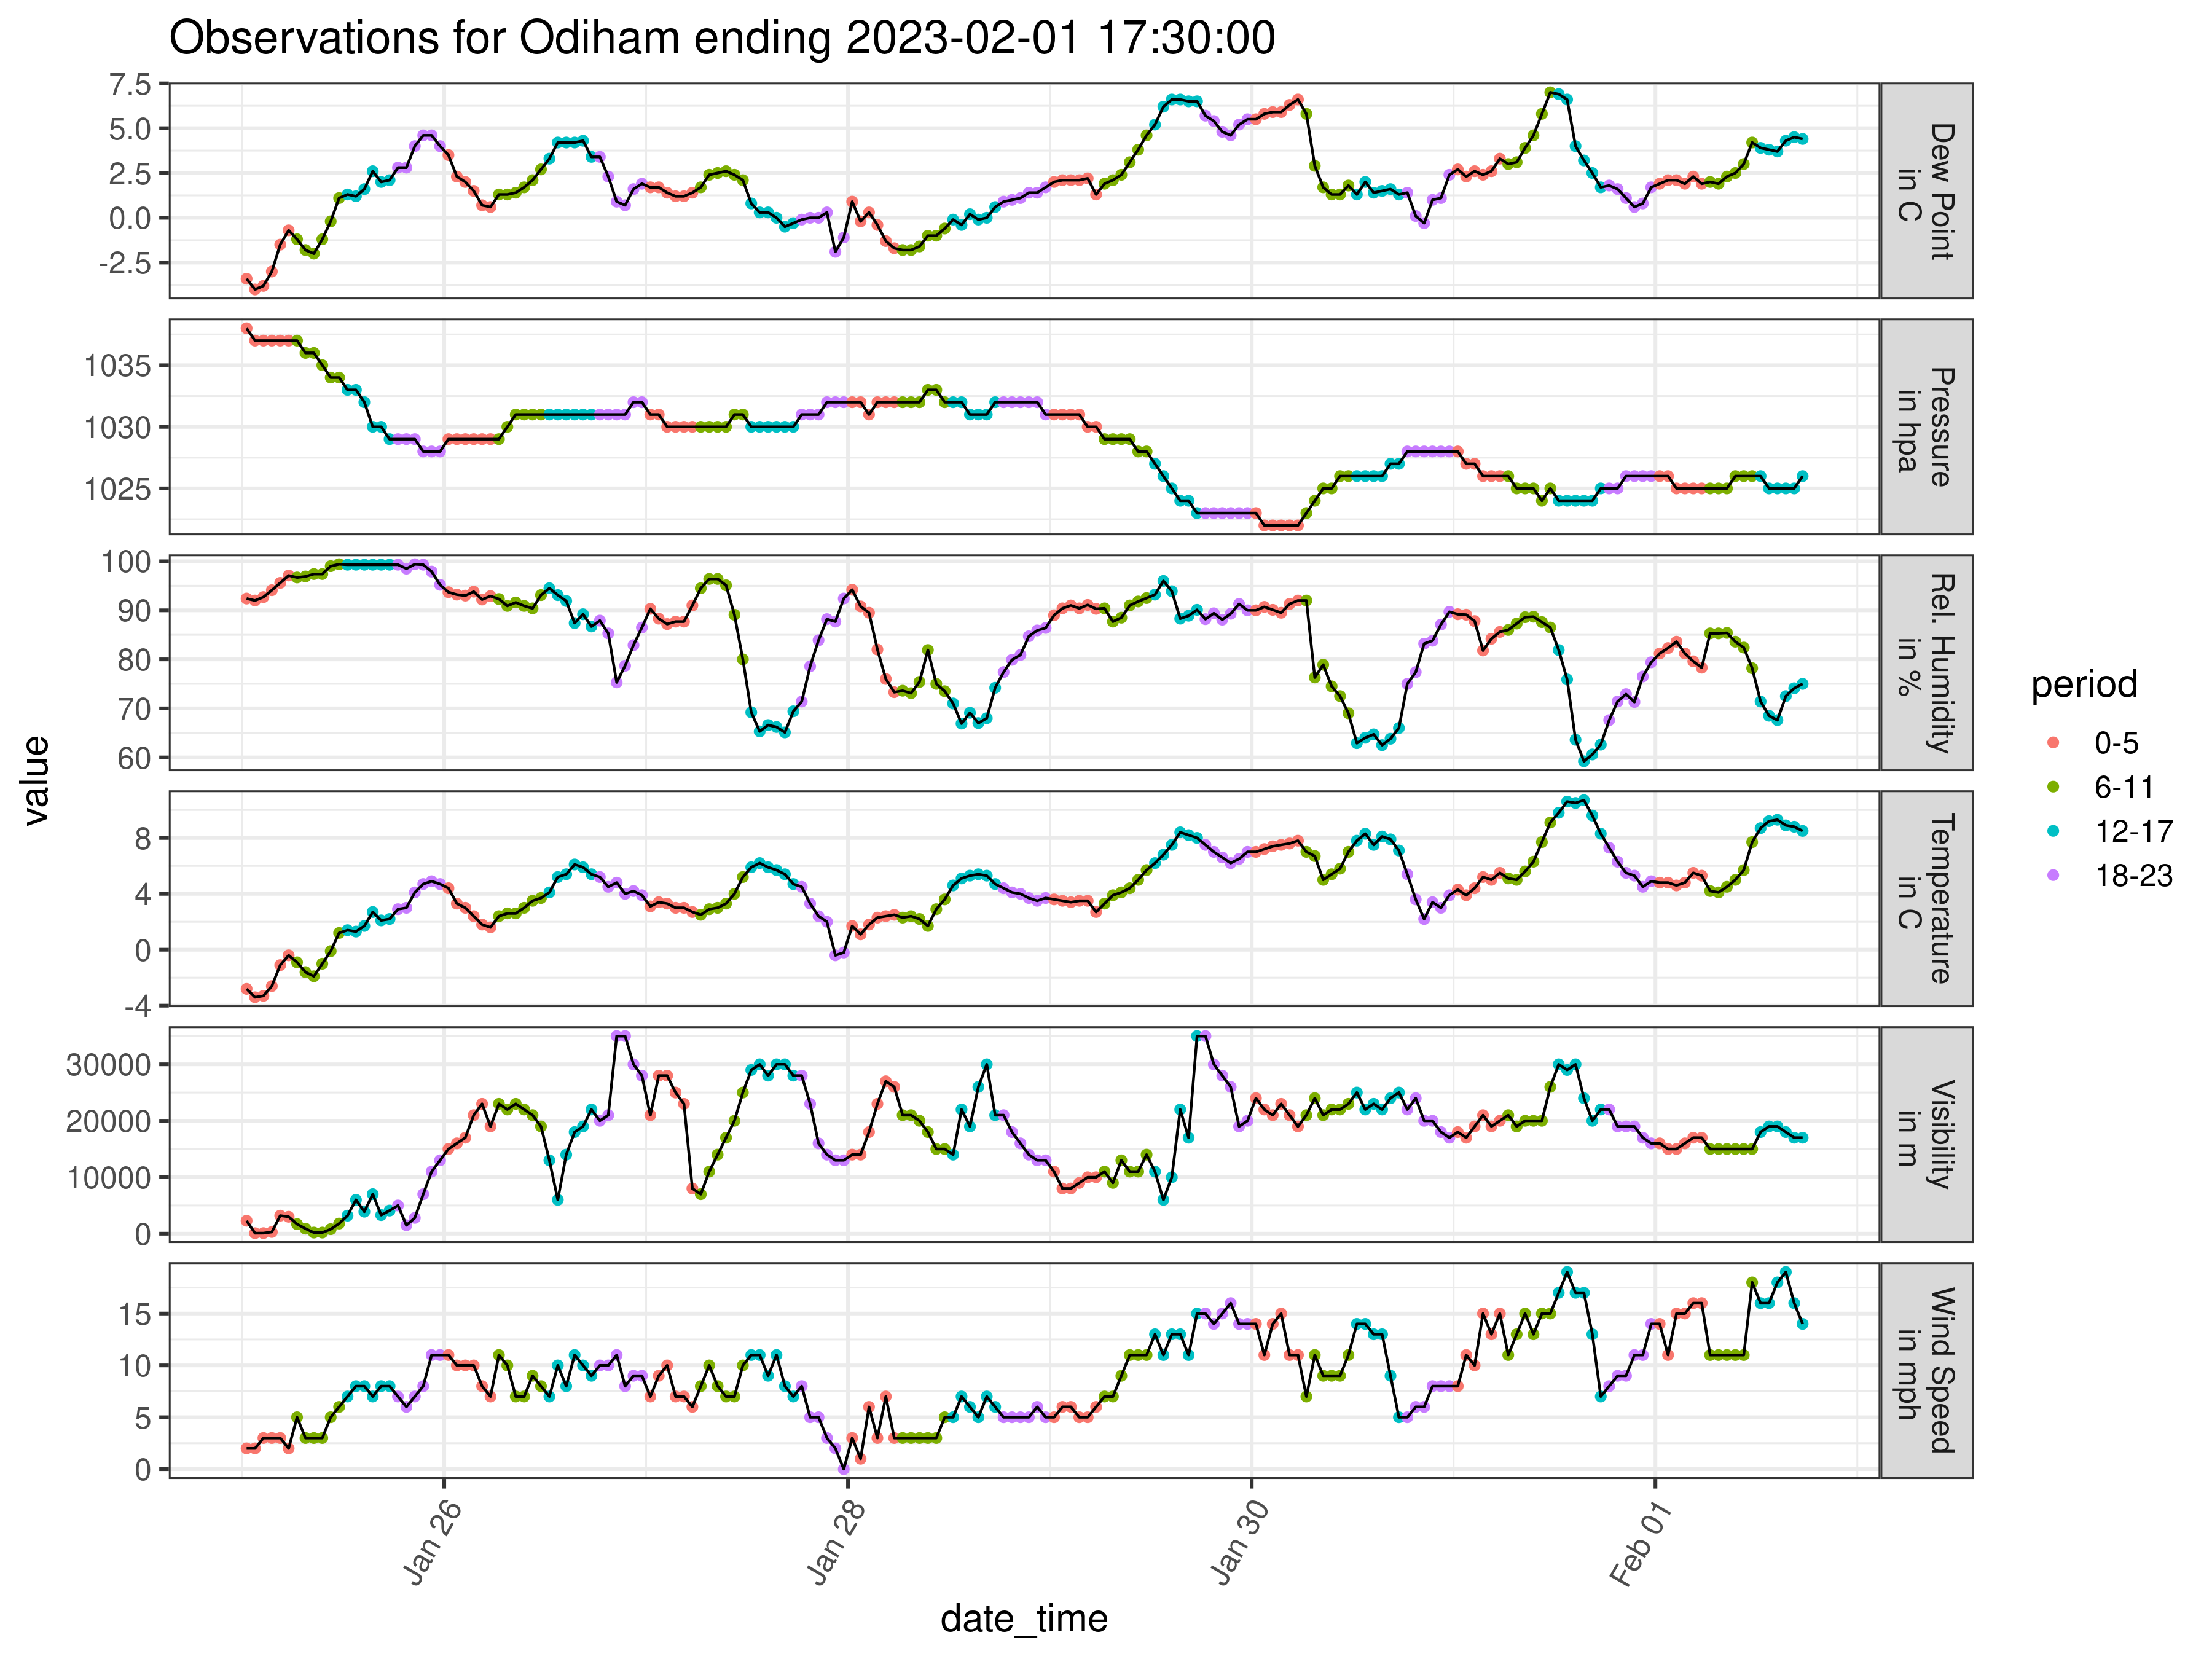 Observations for Odiham ending 2023-02-01 17:30:00
value
7.5
5.0
2.5
0.0
-2.5
Dew Point
in C
1035
1030
1025
Pressure
in hpa
100
90
80
70
60
Rel. Humidity
in %
8
4
0
-4
Temperature
in C
30000
20000
10000
0
Visibility
in m
15
10
5
0
Wind Speed
in mph
Jan 26
Jan 28
Jan 30
Feb 01
date_time
period
0-5
6-11
12-17
18-23